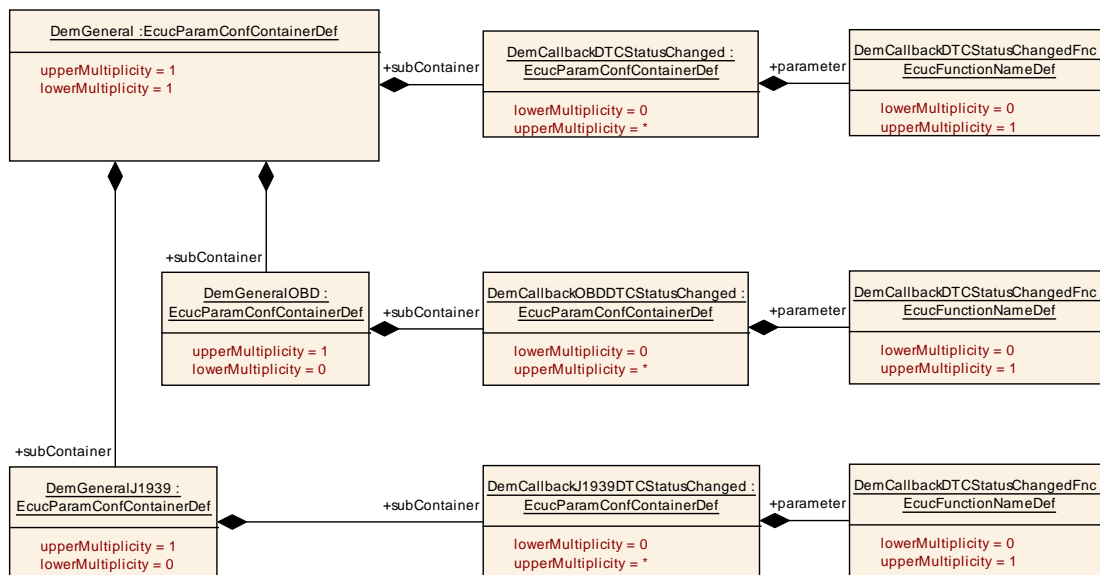 DemGeneral :EcucParamConfContainerDef
upperMultiplicity = 1
lowerMultiplicity = 1
+subContainer
DemCallbackDTCStatusChanged :
EcucParamConfContainerDef
lowerMultiplicity = 0
upperMultiplicity = *
+parameter
DemCallbackDTCStatusChangedFnc
EcucFunctionNameDef
lowerMultiplicity = 0
upperMultiplicity = 1
+subContainer
DemGeneralOBD :
EcucParamConfContainerDef
upperMultiplicity = 1
lowerMultiplicity = 0
+subContainer
DemCallbackOBDDTCStatusChanged :
EcucParamConfContainerDef
lowerMultiplicity = 0
upperMultiplicity = *
+parameter
DemCallbackDTCStatusChangedFnc
EcucFunctionNameDef
lowerMultiplicity = 0
upperMultiplicity = 1
+subContainer
DemGeneralJ1939 :
EcucParamConfContainerDef
upperMultiplicity = 1
lowerMultiplicity = 0
+subContainer
DemCallbackJ1939DTCStatusChanged :
EcucParamConfContainerDef
lowerMultiplicity = 0
upperMultiplicity = *
+parameter
DemCallbackDTCStatusChangedFnc
EcucFunctionNameDef
lowerMultiplicity = 0
upperMultiplicity = 1